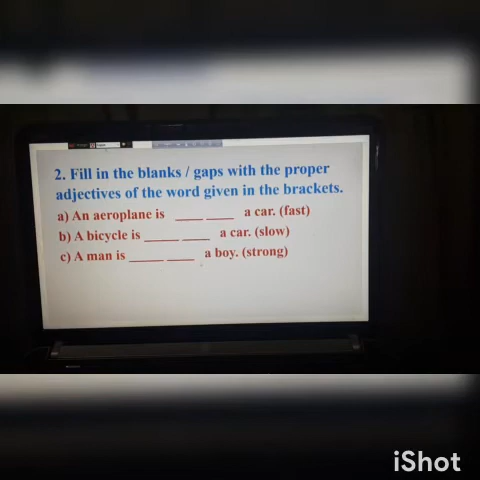 2. Fill in the blanks / gaps with the proper
adjectives of the word given in the brackets.
a) An aeroplane is ____ ____ a car. (fast)
b) A bicycle is _____ ____ a car. (slow)
c) A man is _____ ____ a boy. (strong)
iShot